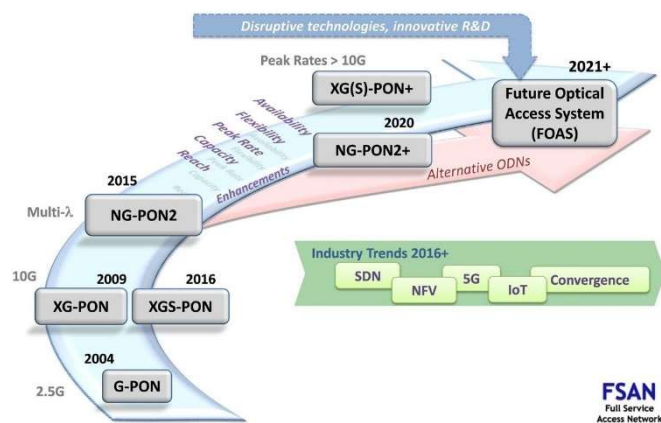 Disruptive technologies, innovative R&D
Peak Rates > 10G
2021+
XG(S)-PON+
Future Optical
Access System
(FOAS)
2020
NG-PON2+
Availability
Flexibility
Peak Rate
Capacity
Reach
Enhancements
Alternative ODNs
2015
Multi-λ
NG-PON2
Industry Trends 2016+
SDN
NFV
5G
IoT
Convergence
10G
2009
2016
XG-PON
XGS-PON
2004
2.5G
G-PON
FSAN
Full Service
Access Network